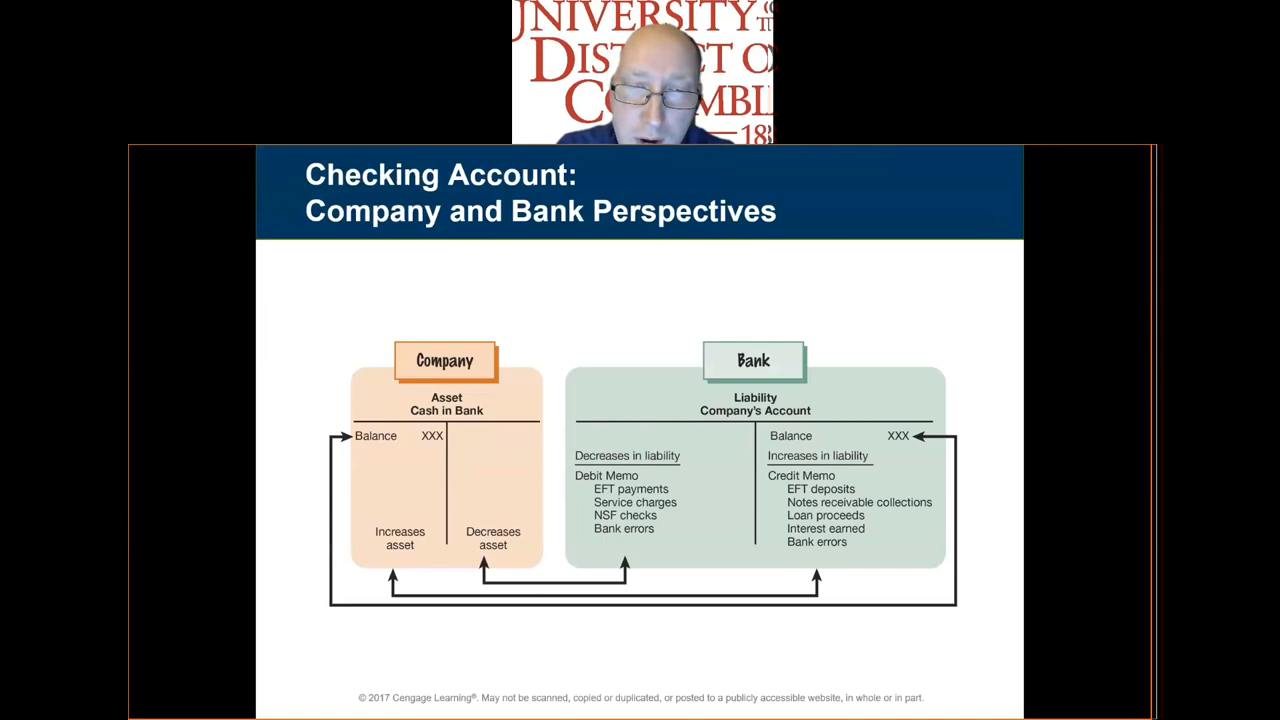 UNIVERSITY
DIS CT O
C MBI
Checking Account:
Company and Bank Perspectives
Company
Bank
Asset
Cash in Bank
Balance XXX
Increases
asset
Decreases
asset
Liability
Company's Account
Balance XXX
Decreases in liability
Debit Memo
EFT payments
Service charges
NSF checks
Bank errors
Increases in liability
Credit Memo
EFT deposits
Notes receivable collections
Loan proceeds
Interest earned
Bank errors
© 2017 Cengage Learning®. May not be scanned, copied or duplicated, or posted to a publicly accessible website, in whole or in part.